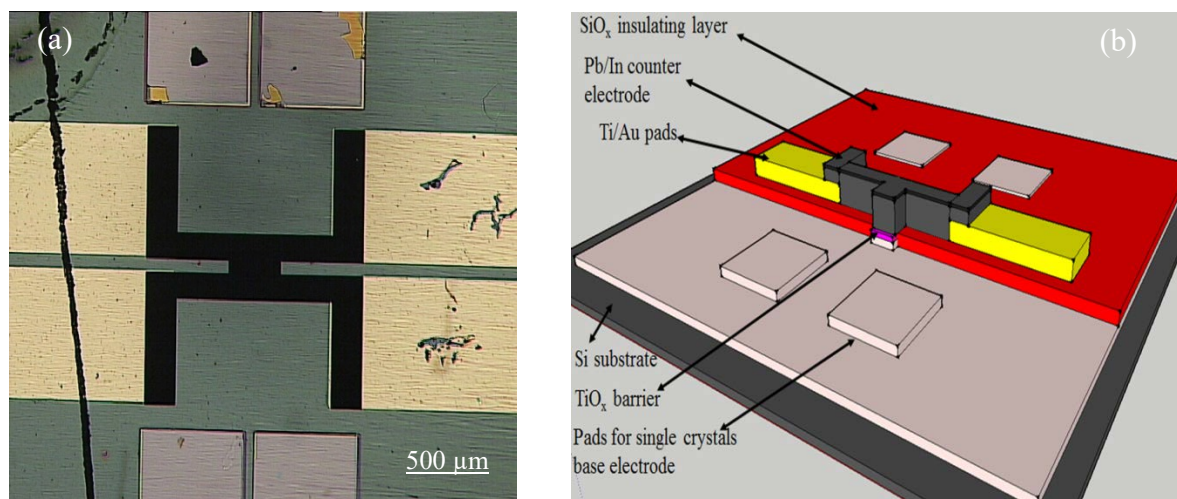 (a)
500 µm
(b)
SiOx insulating layer
Pb/In counter
electrode
Ti/Au pads
Si substrate
TiOx barrier
Pads for single crystals
base electrode